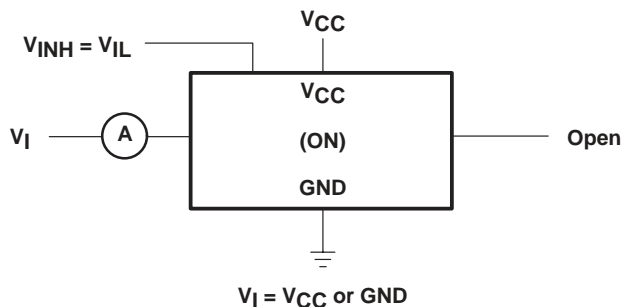 VCC
VINH = VIL
VCC
VI
A
(ON)
Open
GND
VI = VCC or GND